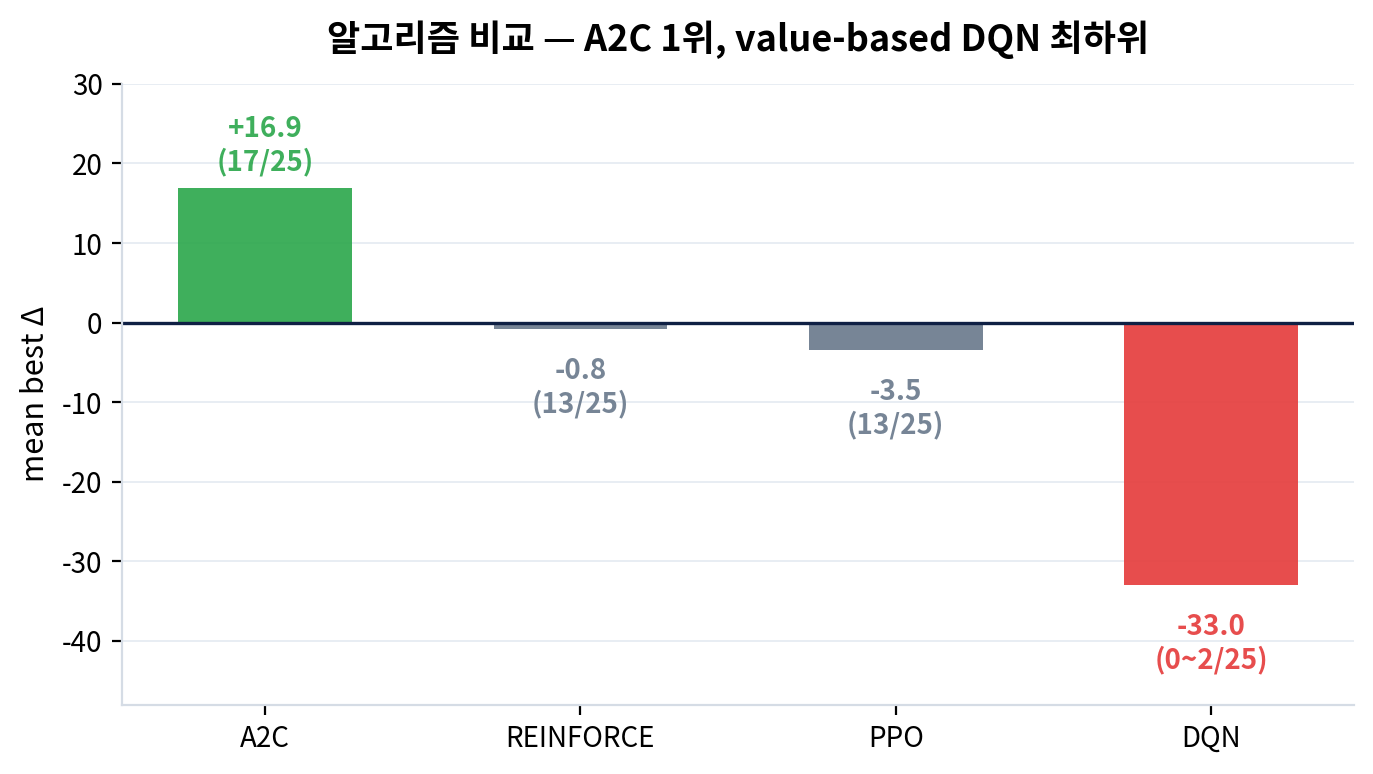 알고리즘 비교 — A2C 1위, value-based DQN 최하위
mean best Δ
30
20
10
0
-10
-20
-30
-40
+16.9
(17/25)
-0.8
(13/25)
-3.5
(13/25)
-33.0
(0~2/25)
A2C
REINFORCE
PPO
DQN